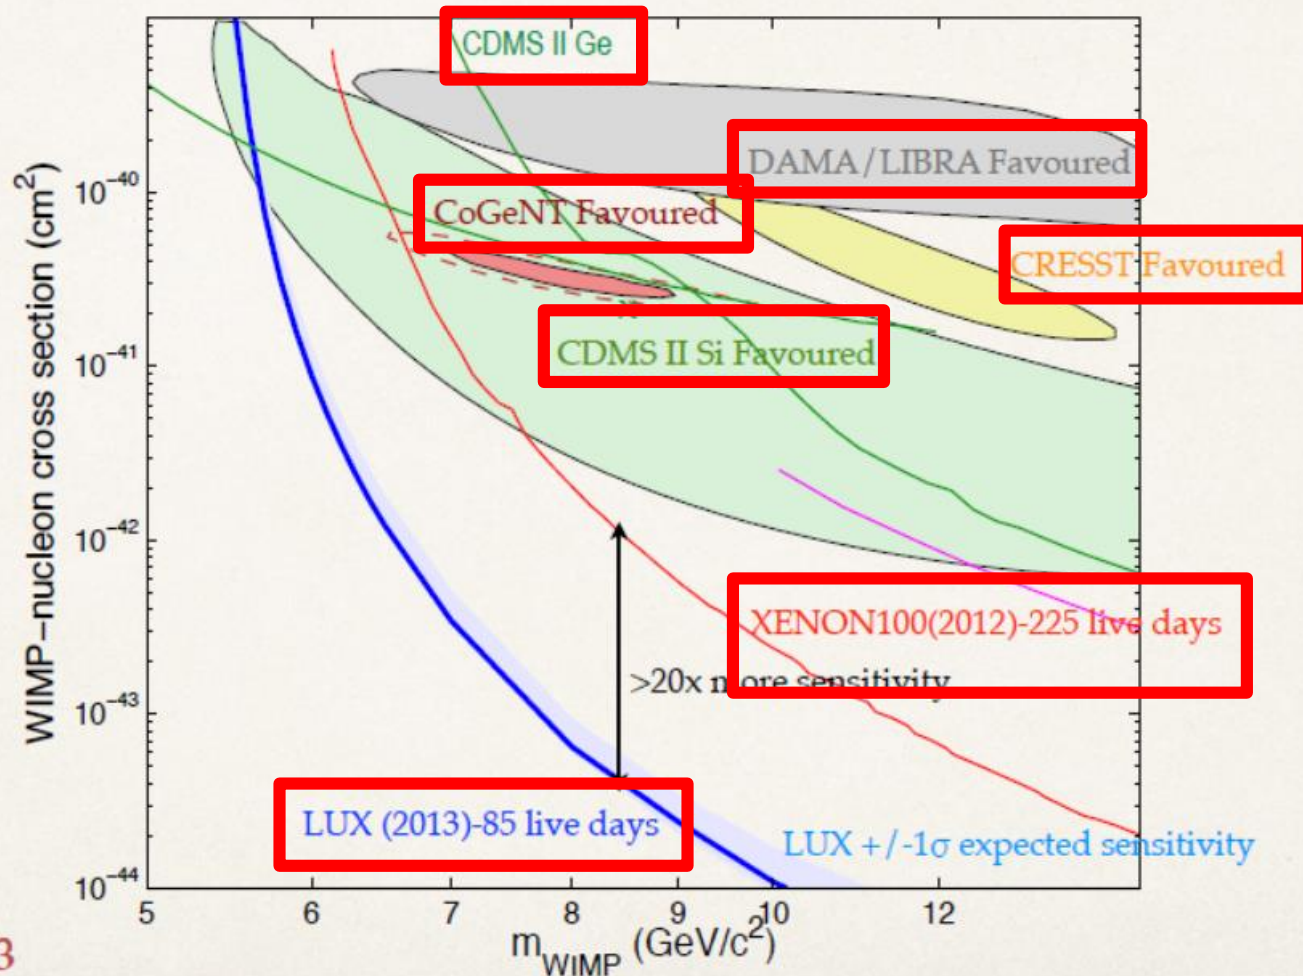 CDMS II Ge
DAMA/LIBRA Favoured
CoGeNT Favoured
CRESST Favoured
CDMS II Si Favoured
XENON100(2012)-225 live days
>20x more sensitivity
LUX (2013)-85 live days
LUX +/-1σ expected sensitivity
WIMP−nucleon cross section (cm²)
10⁻⁴⁰
10⁻⁴¹
10⁻⁴²
10⁻⁴³
10⁻⁴⁴
5 6 7 8 9 10 12
m_WIMP (GeV/c²)
3